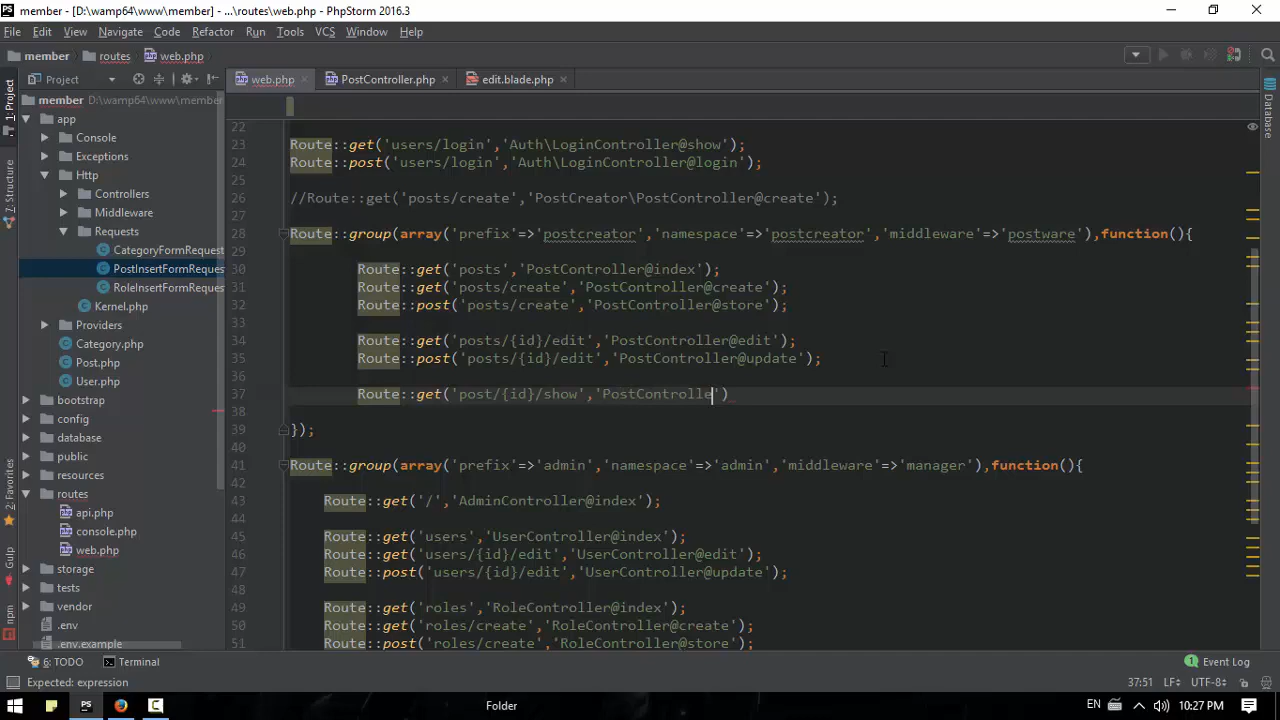 member - [D:\wamp64\www\member] - ...\routes\web.php - PhpStorm 2016.3
File Edit View Navigate Code Refactor Run Tools VCS Window Help
member routes web.php
Project web.php PostController.php edit.blade.php
member D:\wamp64\www\member
app
Console
Exceptions
Http
Controllers
Middleware
Requests
CategoryFormRequest
PostInsertFormReques
RoleInsertFormReques
Kernel.php
Providers
Category.php
Post.php
User.php
bootstrap
config
database
public
resources
routes
api.php
console.php
web.php
storage
tests
vendor
.env
.env.example
1: Project
7: Structure
2: Favorites
Gulp
npm
Database
22
23 Route::get('users/login','Auth\LoginController@show');
24 Route::post('users/login','Auth\LoginController@login');
25
26 //Route::get('posts/create','PostCreator\PostController@create');
27
28 Route::group(array('prefix'=>'postcreator','namespace'=>'postcreator','middleware'=>'postware'),function(){
29
30 Route::get('posts','PostController@index');
31 Route::get('posts/create','PostController@create');
32 Route::post('posts/create','PostController@store');
33
34 Route::get('posts/{id}/edit','PostController@edit');
35 Route::post('posts/{id}/edit','PostController@update');
36
37 Route::get('post/{id}/show','PostControlle')
38
39 });
40
41 Route::group(array('prefix'=>'admin','namespace'=>'admin','middleware'=>'manager'),function(){
42
43 Route::get('/','AdminController@index');
44
45 Route::get('users','UserController@index');
46 Route::get('users/{id}/edit','UserController@edit');
47 Route::post('users/{id}/edit','UserController@update');
48
49 Route::get('roles','RoleController@index');
50 Route::get('roles/create','RoleController@create');
51 Route::post('roles/create','RoleController@store');
6: TODO Terminal Event Log
Expected: expression 37:51 LF÷ UTF-8÷
Folder EN 10:27 PM